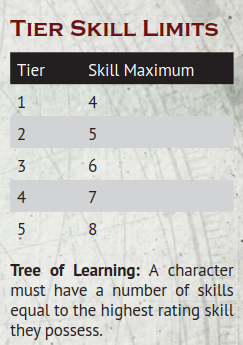 Tier Skill Limits
Tier Skill Maximum
1 4
2 5
3 6
4 7
5 8
Tree of Learning: A character
must have a number of skills
equal to the highest rating skill
they possess.